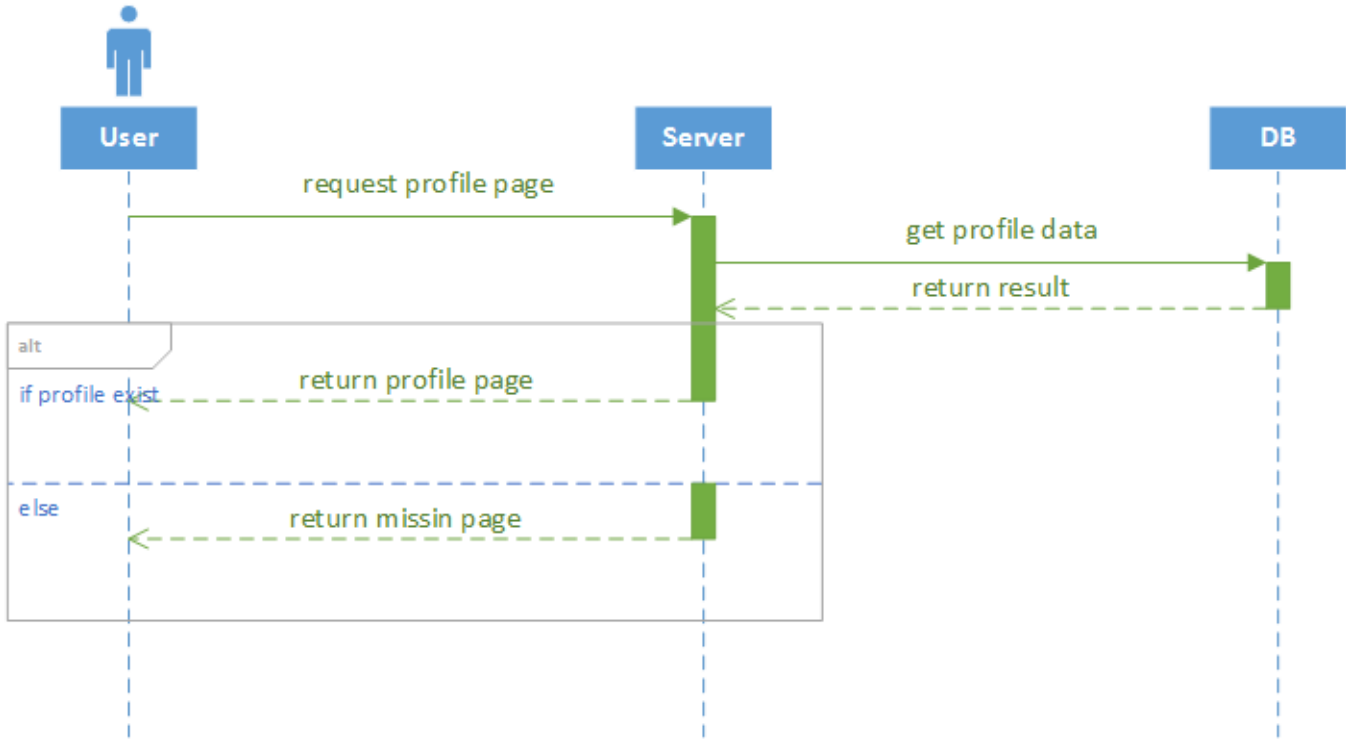 User
Server
DB
request profile page
get profile data
return result
alt
return profile page
if profile exist
else
return missin page